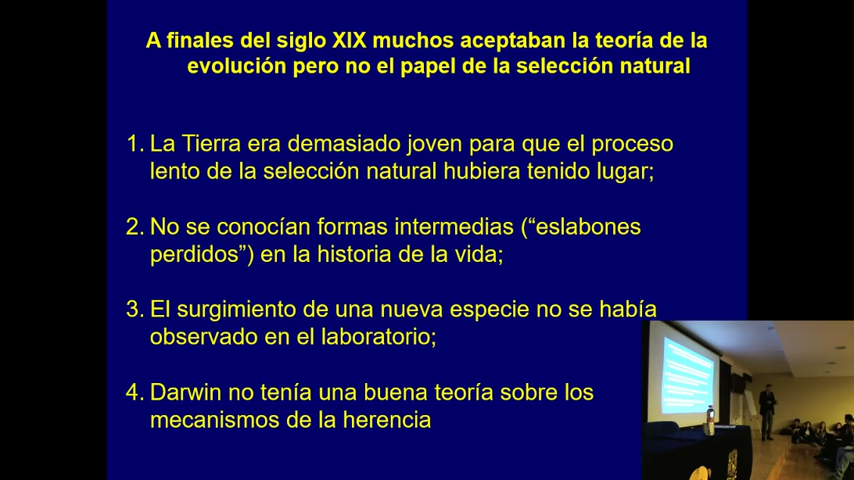 A finales del siglo XIX muchos aceptaban la teoría de la
evolución pero no el papel de la selección natural
1. La Tierra era demasiado joven para que el proceso
lento de la selección natural hubiera tenido lugar;
2. No se conocían formas intermedias (“eslabones
perdidos”) en la historia de la vida;
3. El surgimiento de una nueva especie no se había
observado en el laboratorio;
4. Darwin no tenía una buena teoría sobre los
mecanismos de la herencia